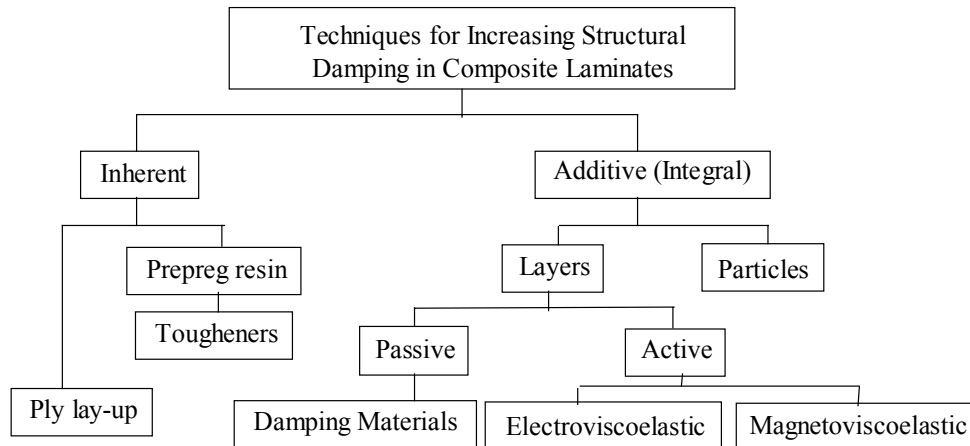 Techniques for Increasing Structural
Damping in Composite Laminates
Inherent
Additive (Integral)
Prepreg resin
Layers
Particles
Tougheners
Passive
Active
Ply lay-up
Damping Materials
Electroviscoelastic
Magnetoviscoelastic